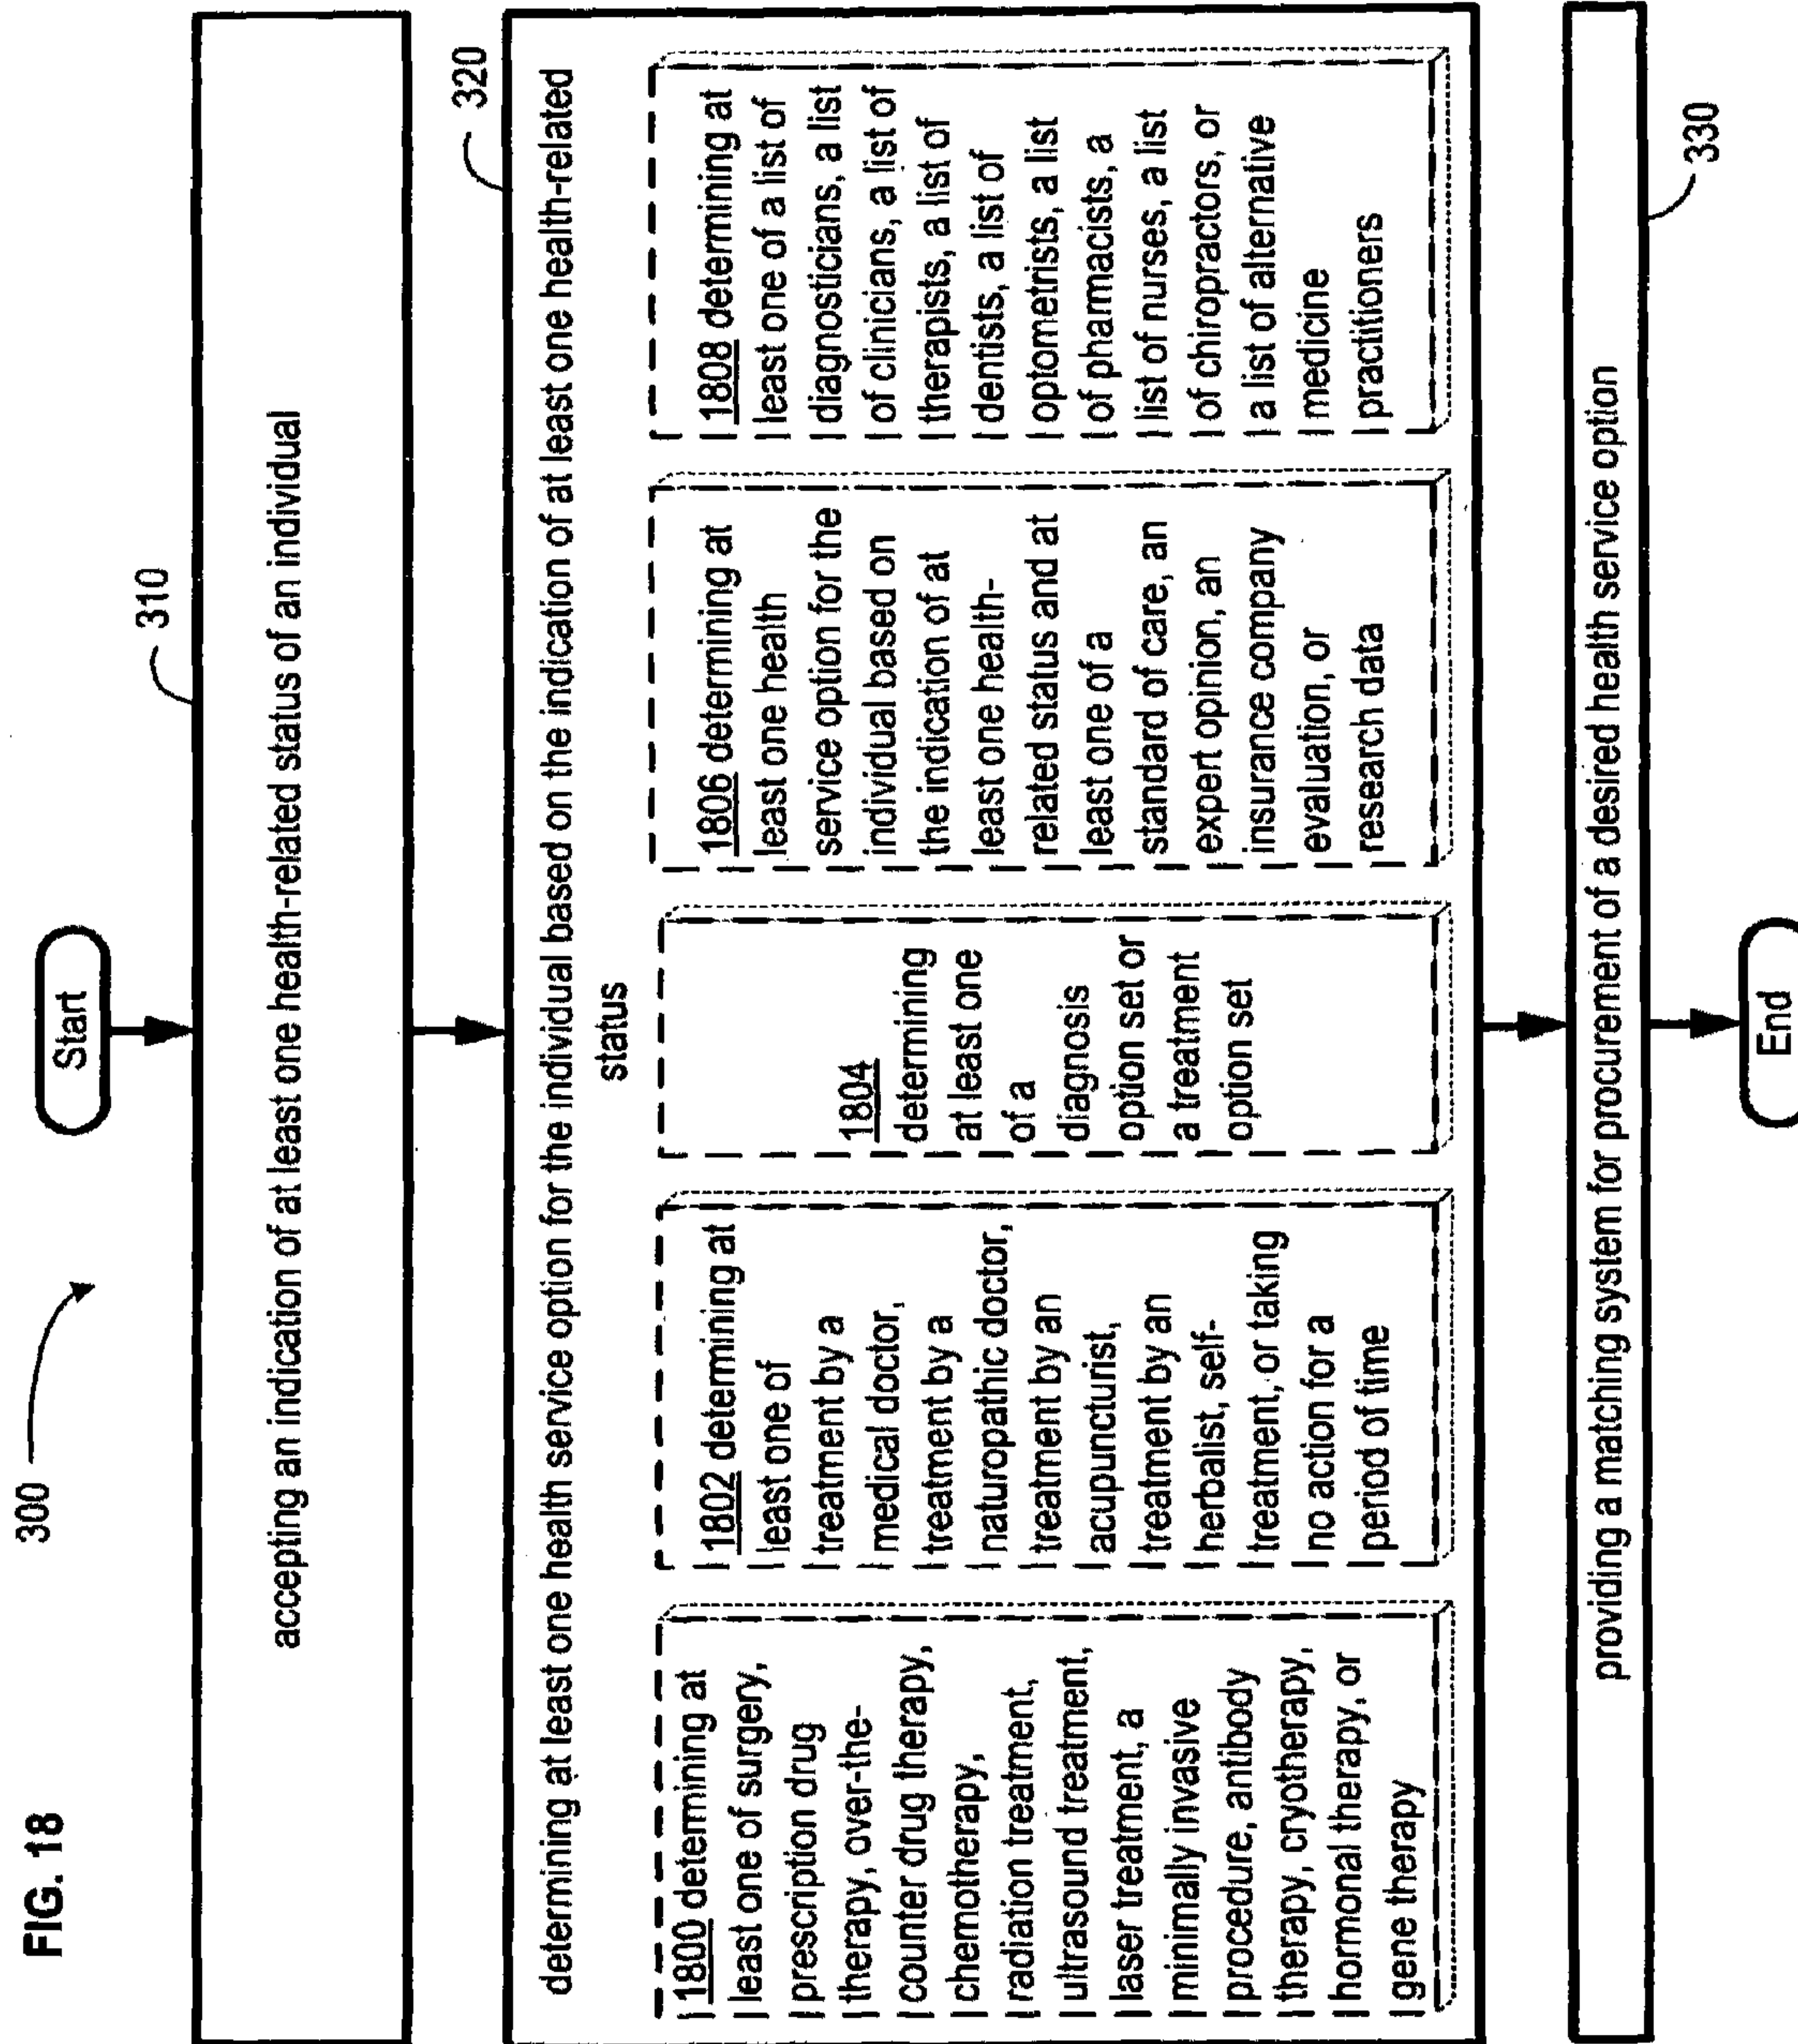 FIG. 18
300
Start
310
accepting an indication of at least one health-related status of an individual
320
determining at least one health service option for the individual based on the indication of at least one health-related
status
1800 determining at
least one of surgery,
prescription drug
therapy, over-the-
counter drug therapy,
chemotherapy,
radiation treatment,
ultrasound treatment,
laser treatment, a
minimally invasive
procedure, antibody
therapy, cryotherapy,
hormonal therapy, or
gene therapy
1802 determining at
least one of
treatment by a
medical doctor,
treatment by a
naturopathic doctor,
treatment by an
acupuncturist,
treatment by an
herbalist, self-
treatment, or taking
no action for a
period of time
1804
determining
at least one
of a
diagnosis
option set or
a treatment
option set
1806 determining at
least one health
service option for the
individual based on
the indication of at
least one health-
related status and at
least one of a
standard of care, an
expert opinion, an
insurance company
evaluation, or
research data
1808 determining at
least one of a list of
diagnosticians, a list
of clinicians, a list of
therapists, a list of
dentists, a list of
optometrists, a list
of pharmacists, a
list of nurses, a list
of chiropractors, or
a list of alternative
medicine
practitioners
providing a matching system for procurement of a desired health service option
330
End